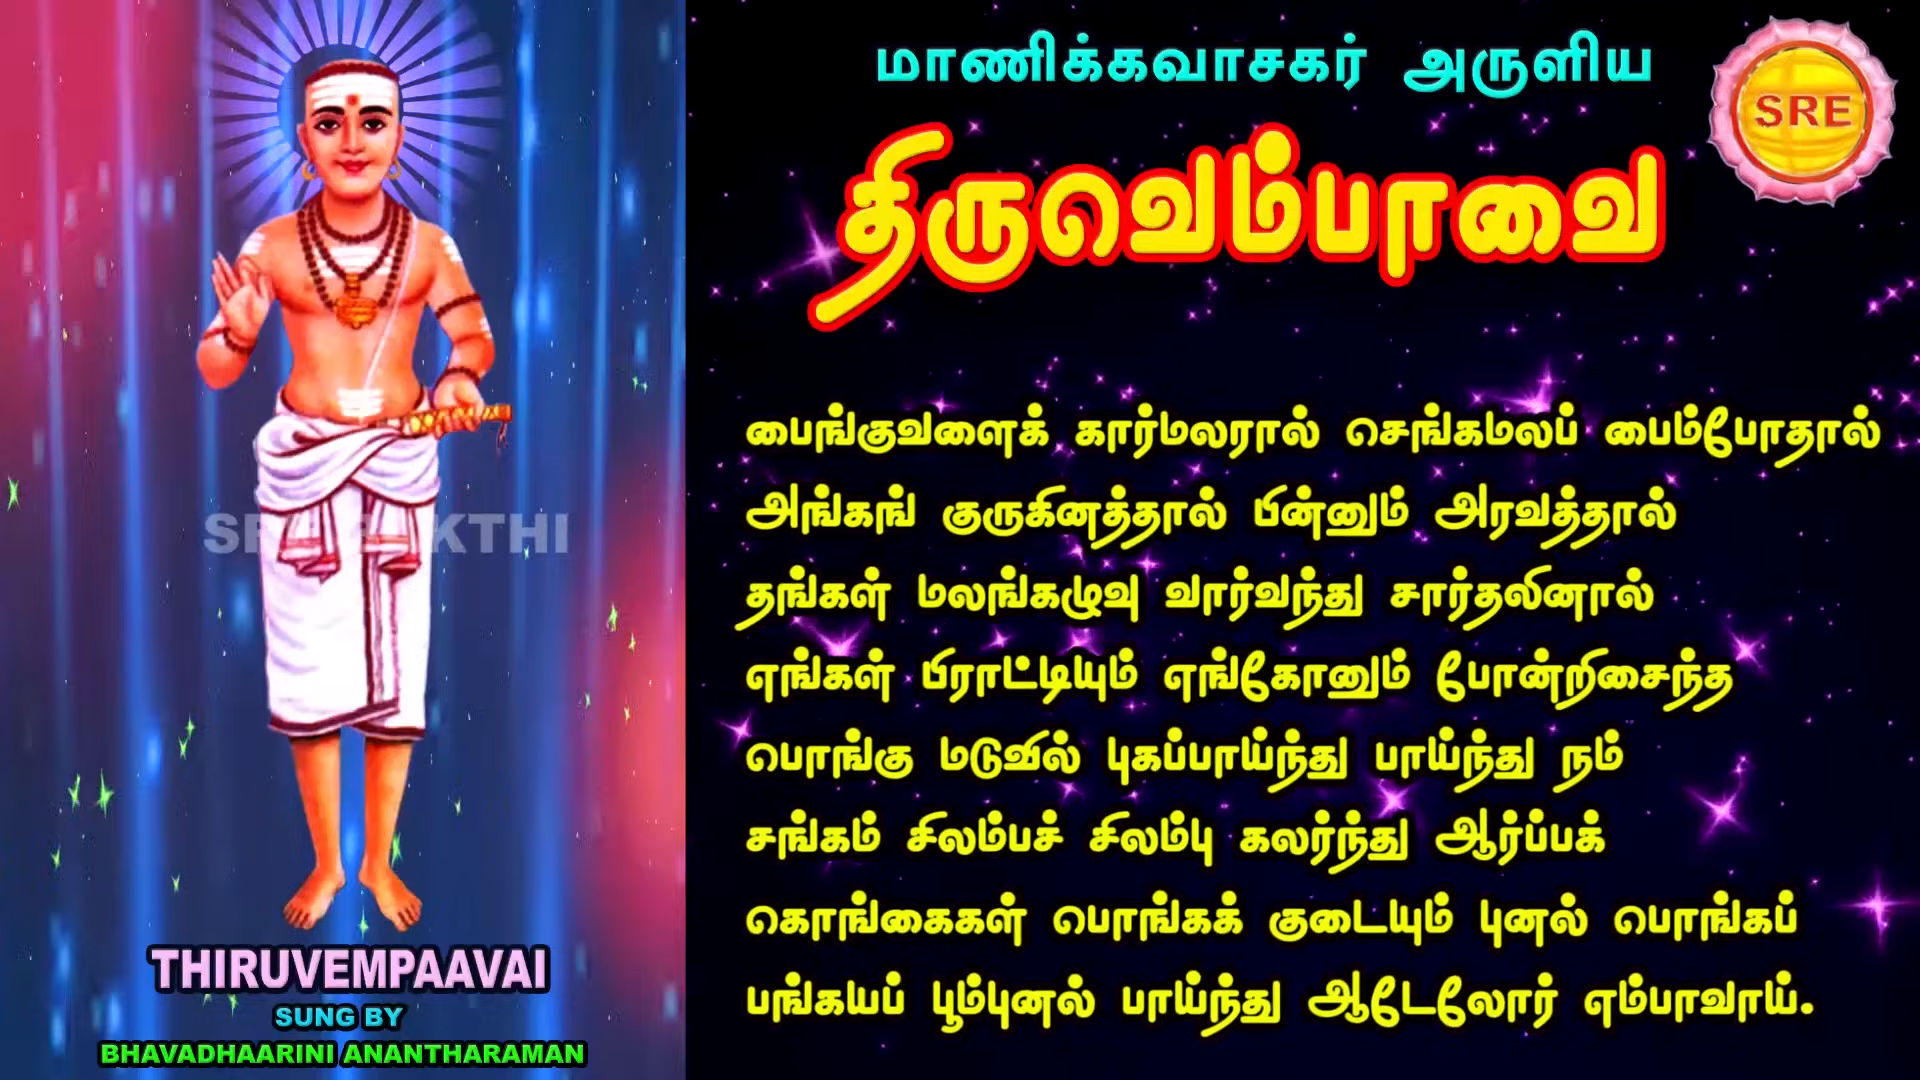 மாணிக்கவாசகர் அருளிய
SRE
திருவெம்பாவை
பைங்குவளைக் கார்மலரால் செங்கமலப் பைம்போதால்
அங்கங் குருகினத்தால் பின்னும் அரவத்தால்
தங்கள் மலங்கழுவு வார்வந்து சார்தலினால்
எங்கள் பிராட்டியும் எங்கோனும் போன்றிசைந்த
பொங்கு மடுவில் புகப்பாய்ந்து பாய்ந்து நம்
சங்கம் சிலம்பச் சிலம்பு கலர்ந்து ஆர்ப்பக்
கொங்கைகள் பொங்கக் குடையும் புனல் பொங்கப்
பங்கயப் பூம்புனல் பாய்ந்து ஆடேலோர் எம்பாவாய்.
THIRUVEMPAAVAI
SUNG BY
BHAVADHAARINI ANANTHARAMAN